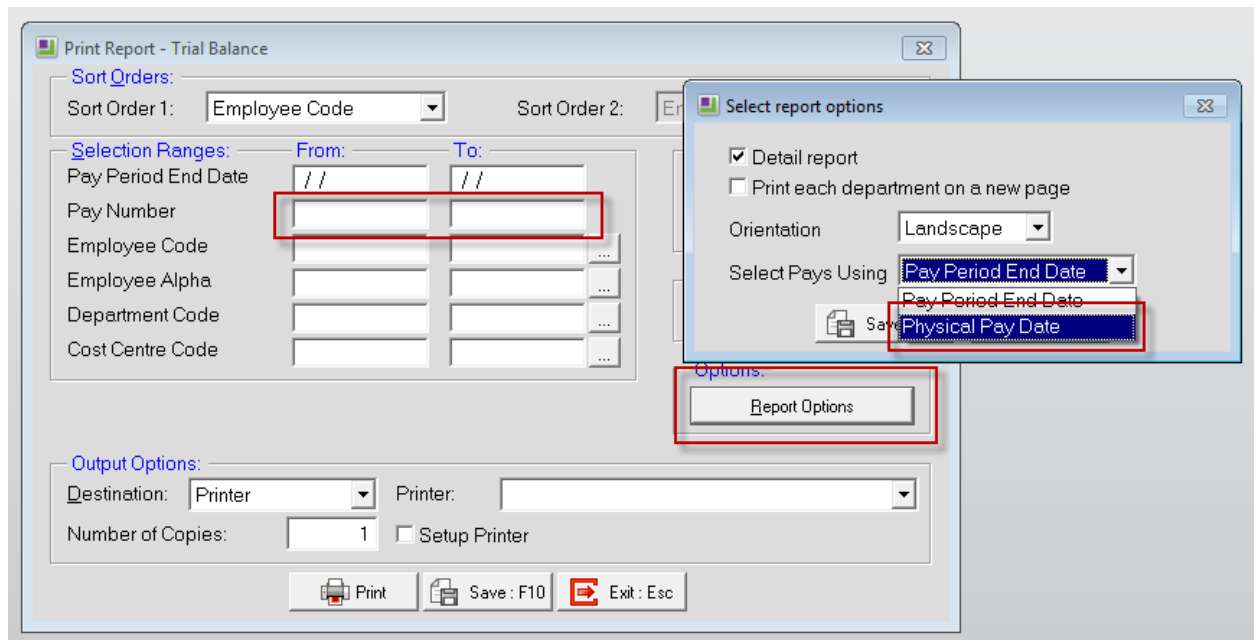 Print Report - Trial Balance
Sort Orders:
Sort Order 1: Employee Code Sort Order 2:
Selection Ranges: From: To:
Pay Period End Date / / / /
Pay Number
Employee Code ...
Employee Alpha ...
Department Code ...
Cost Centre Code ...
Select report options
Detail report
Print each department on a new page
Orientation Landscape
Select Pays Using Pay Period End Date
Pay Period End Date
Physical Pay Date
Options:
Report Options
Output Options:
Destination: Printer Printer:
Number of Copies: 1 Setup Printer
Print Save : F10 Exit : Esc